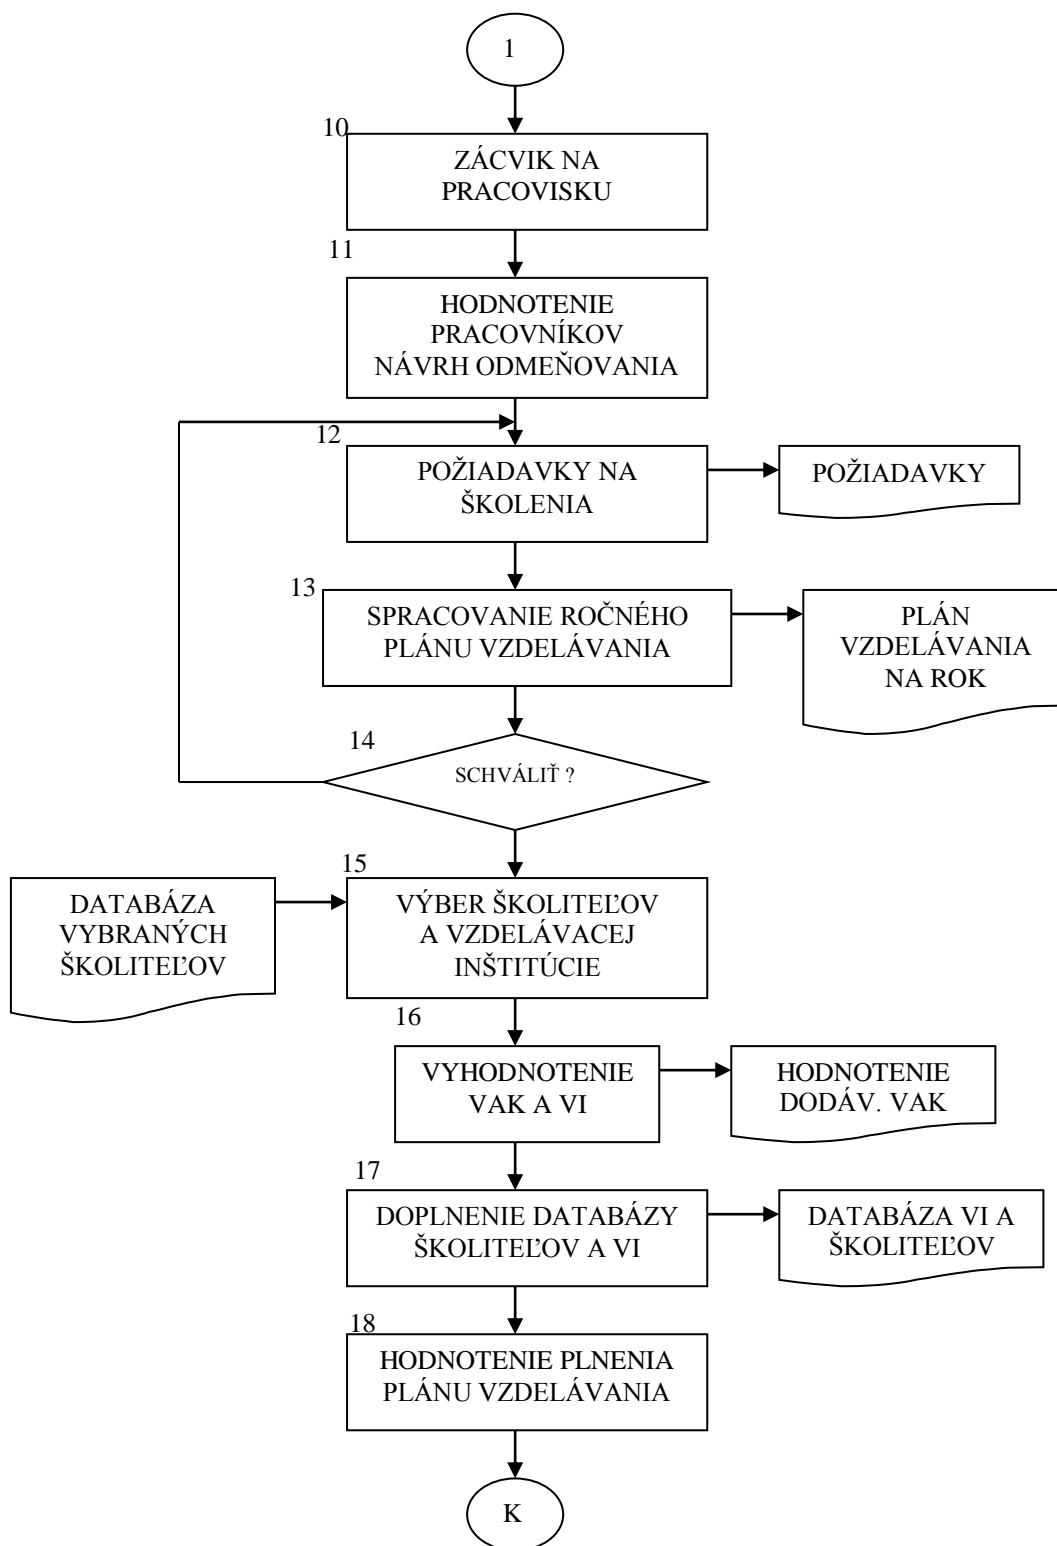 1
10
ZÁCVIK NA
PRACOVISKU
11
HODNOTENIE
PRACOVNÍKOV
NÁVRH ODMEŇOVANIA
12
POŽIADAVKY NA
ŠKOLENIA
POŽIADAVKY
13
SPRACOVANIE ROČNÉHO
PLÁNU VZDELÁVANIA
PLÁN
VZDELÁVANIA
NA ROK
14
SCHVÁLIŤ ?
15
DATABÁZA
VYBRANÝCH
ŠKOLITEĽOV
VÝBER ŠKOLITEĽOV
A VZDELÁVACEJ
INŠTITÚCIE
16
VYHODNOTENIE
VAK A VI
HODNOTENIE
DODÁV. VAK
17
DOPLNENIE DATABÁZY
ŠKOLITEĽOV A VI
DATABÁZA VI A
ŠKOLITEĽOV
18
HODNOTENIE PLNENIA
PLÁNU VZDELÁVANIA
K